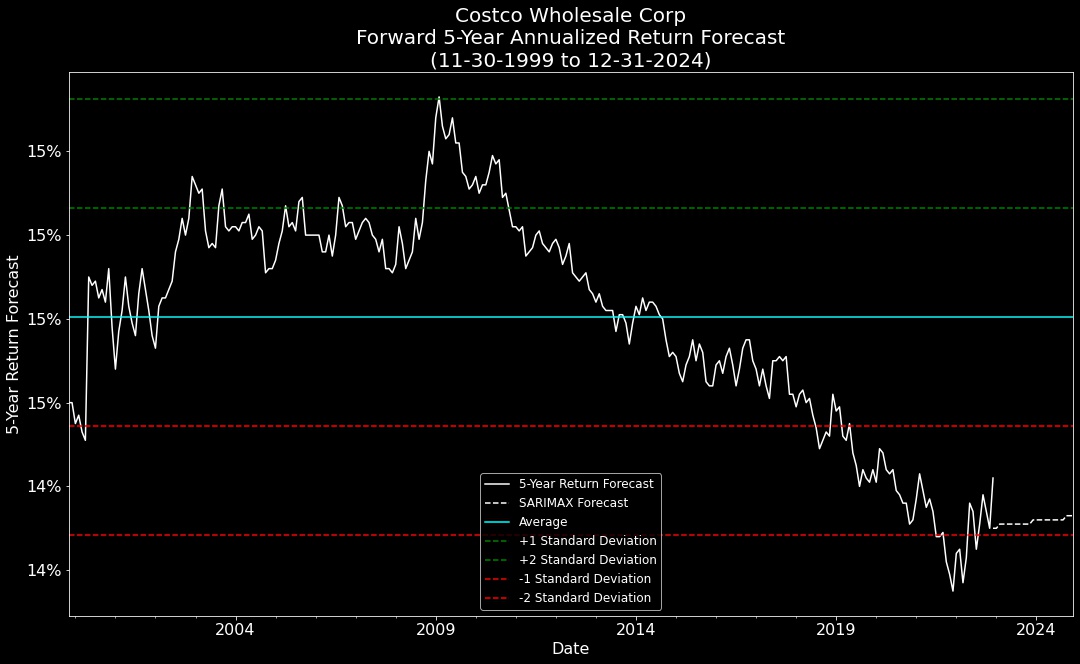 Costco Wholesale Corp
Forward 5-Year Annualized Return Forecast
(11-30-1999 to 12-31-2024)
5-Year Return Forecast
15%
15%
15%
15%
14%
14%
5-Year Return Forecast
SARIMAX Forecast
Average
+1 Standard Deviation
+2 Standard Deviation
-1 Standard Deviation
-2 Standard Deviation
2004
2009
2014
2019
2024
Date